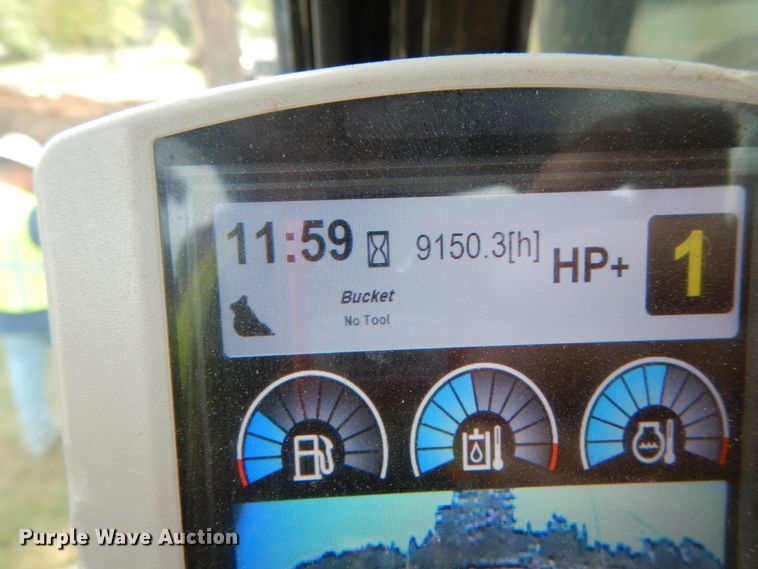 11:59 9150.3[h] HP+ 1
Bucket
No Tool
Purple Wave Auction